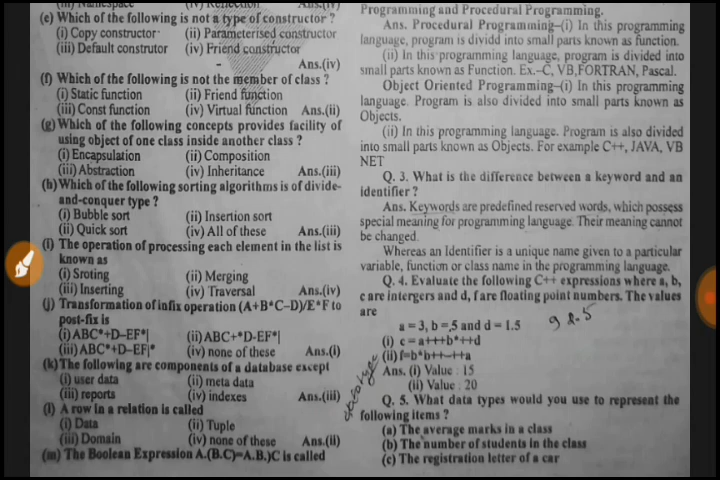 (e) Which of the following is not a type of constructor ?
(i) Copy constructor (ii) Parameterised constructor
(iii) Default construtor (iv) Friend constructor
Ans.(iv)
(f) Which of the following is not the member of class ?
(i) Static function (ii) Friend function
(iii) Const function (iv) Virtual function Ans.(ii)
(g) Which of the following concepts provides facility of
using object of one class inside another class ?
(i) Encapsulation (ii) Composition
(iii) Abstraction (iv) Inheritance Ans.(iii)
(h) Which of the following sorting algorithms is of divide-
and-conquer type ?
(i) Bubble sort (ii) Insertion sort
(ii) Quick sort (iv) All of these Ans.(iii)
(i) The operation of processing each element in the list is
known as
(i) Sroting (ii) Merging
(iii) Inserting (iv) Traversal Ans.(iv)
(j) Transformation of infix operation (A+B*C–D)/E*F to
post-fix is
(i) ABC*+D–EF*| (ii) ABC+*D-EF*|
(iii) ABC*+D–EF|* (iv) none of these Ans.(i)
(k) The following are components of a database except
(i) user data (ii) meta data
(iii) reports (iv) indexes Ans.(iii)
(l) A row in a relation is called
(i) Data (ii) Tuple
(iii) Domain (iv) none of these Ans.(ii)
(m) The Boolean Expression A.(B.C)=A.B.)C is called
Programming and Procedural Programming.
Ans. Procedural Programming–(i) In this programming
language, program is dividd into small parts known as function.
(ii) In this programming language, program is divided into
small parts known as Function. Ex.–C, VB,FORTRAN, Pascal.
Object Oriented Programming–(i) In this programming
language. Program is also divided into small parts known as
Objects.
(ii) In this programming language. Program is also divided
into small parts known as Objects. For example C++, JAVA, VB
NET
Q. 3. What is the difference between a keyword and an
identifier ?
Ans. Keywords are predefined reserved words, which possess
special meaning for programming language. Their meaning cannot
be changed.
Whereas an Identifier is a unique name given to a particular
variable, function or class name in the programming language.
Q. 4. Evaluate the following C++ expressions where a, b,
c are intergers and d, f are floating point numbers. The values
are
a = 3, b = 5 and d = 1.5
(i) c = a+++b*++d
(ii) f=b*b++–++a
Ans. (i) Value : 15
(ii) Value : 20
Q. 5. What data types would you use to represent the
following items ?
(a) The average marks in a class
(b) The number of students in the class
(c) The registration letter of a car